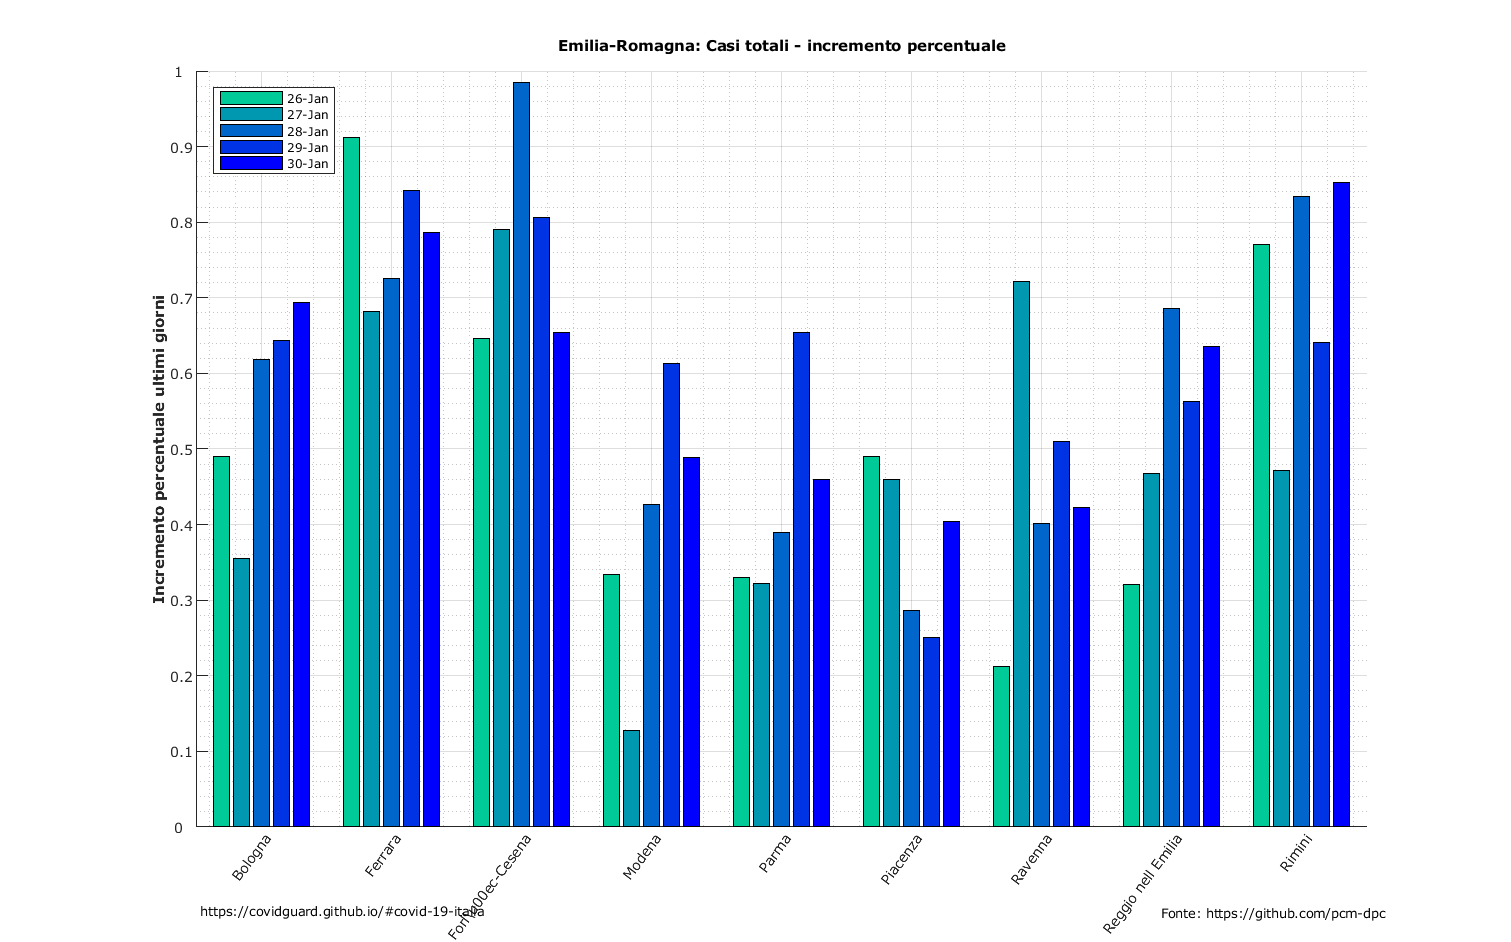 Emilia-Romagna: Casi totali - incremento percentuale
1
0.9
0.8
0.7
0.6
0.5
0.4
0.3
0.2
0.1
0
Incremento percentuale ultimi giorni
26-Jan
27-Jan
28-Jan
29-Jan
30-Jan
Bologna
Ferrara
Forlì\00ec-Cesena
Modena
Parma
Piacenza
Ravenna
Reggio nell Emilia
Rimini
https://covidguard.github.io/#covid-19-italia
Fonte: https://github.com/pcm-dpc